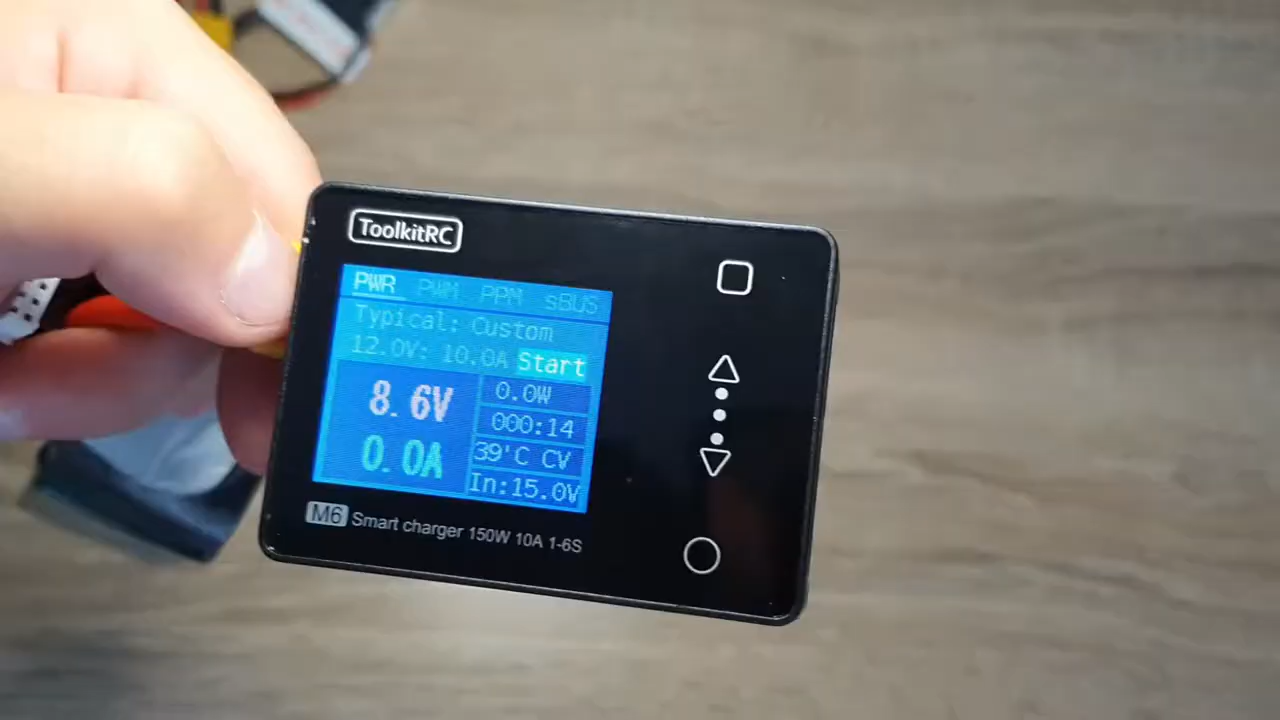 ToolkitRC
PWR PWM PPM sBUS
Typical: Custom
12.0V: 10.0A Start
8.6V
0.0A
0.0W
000:14
39'C CV
In:15.0V
M6 Smart charger 150W 10A 1-6S